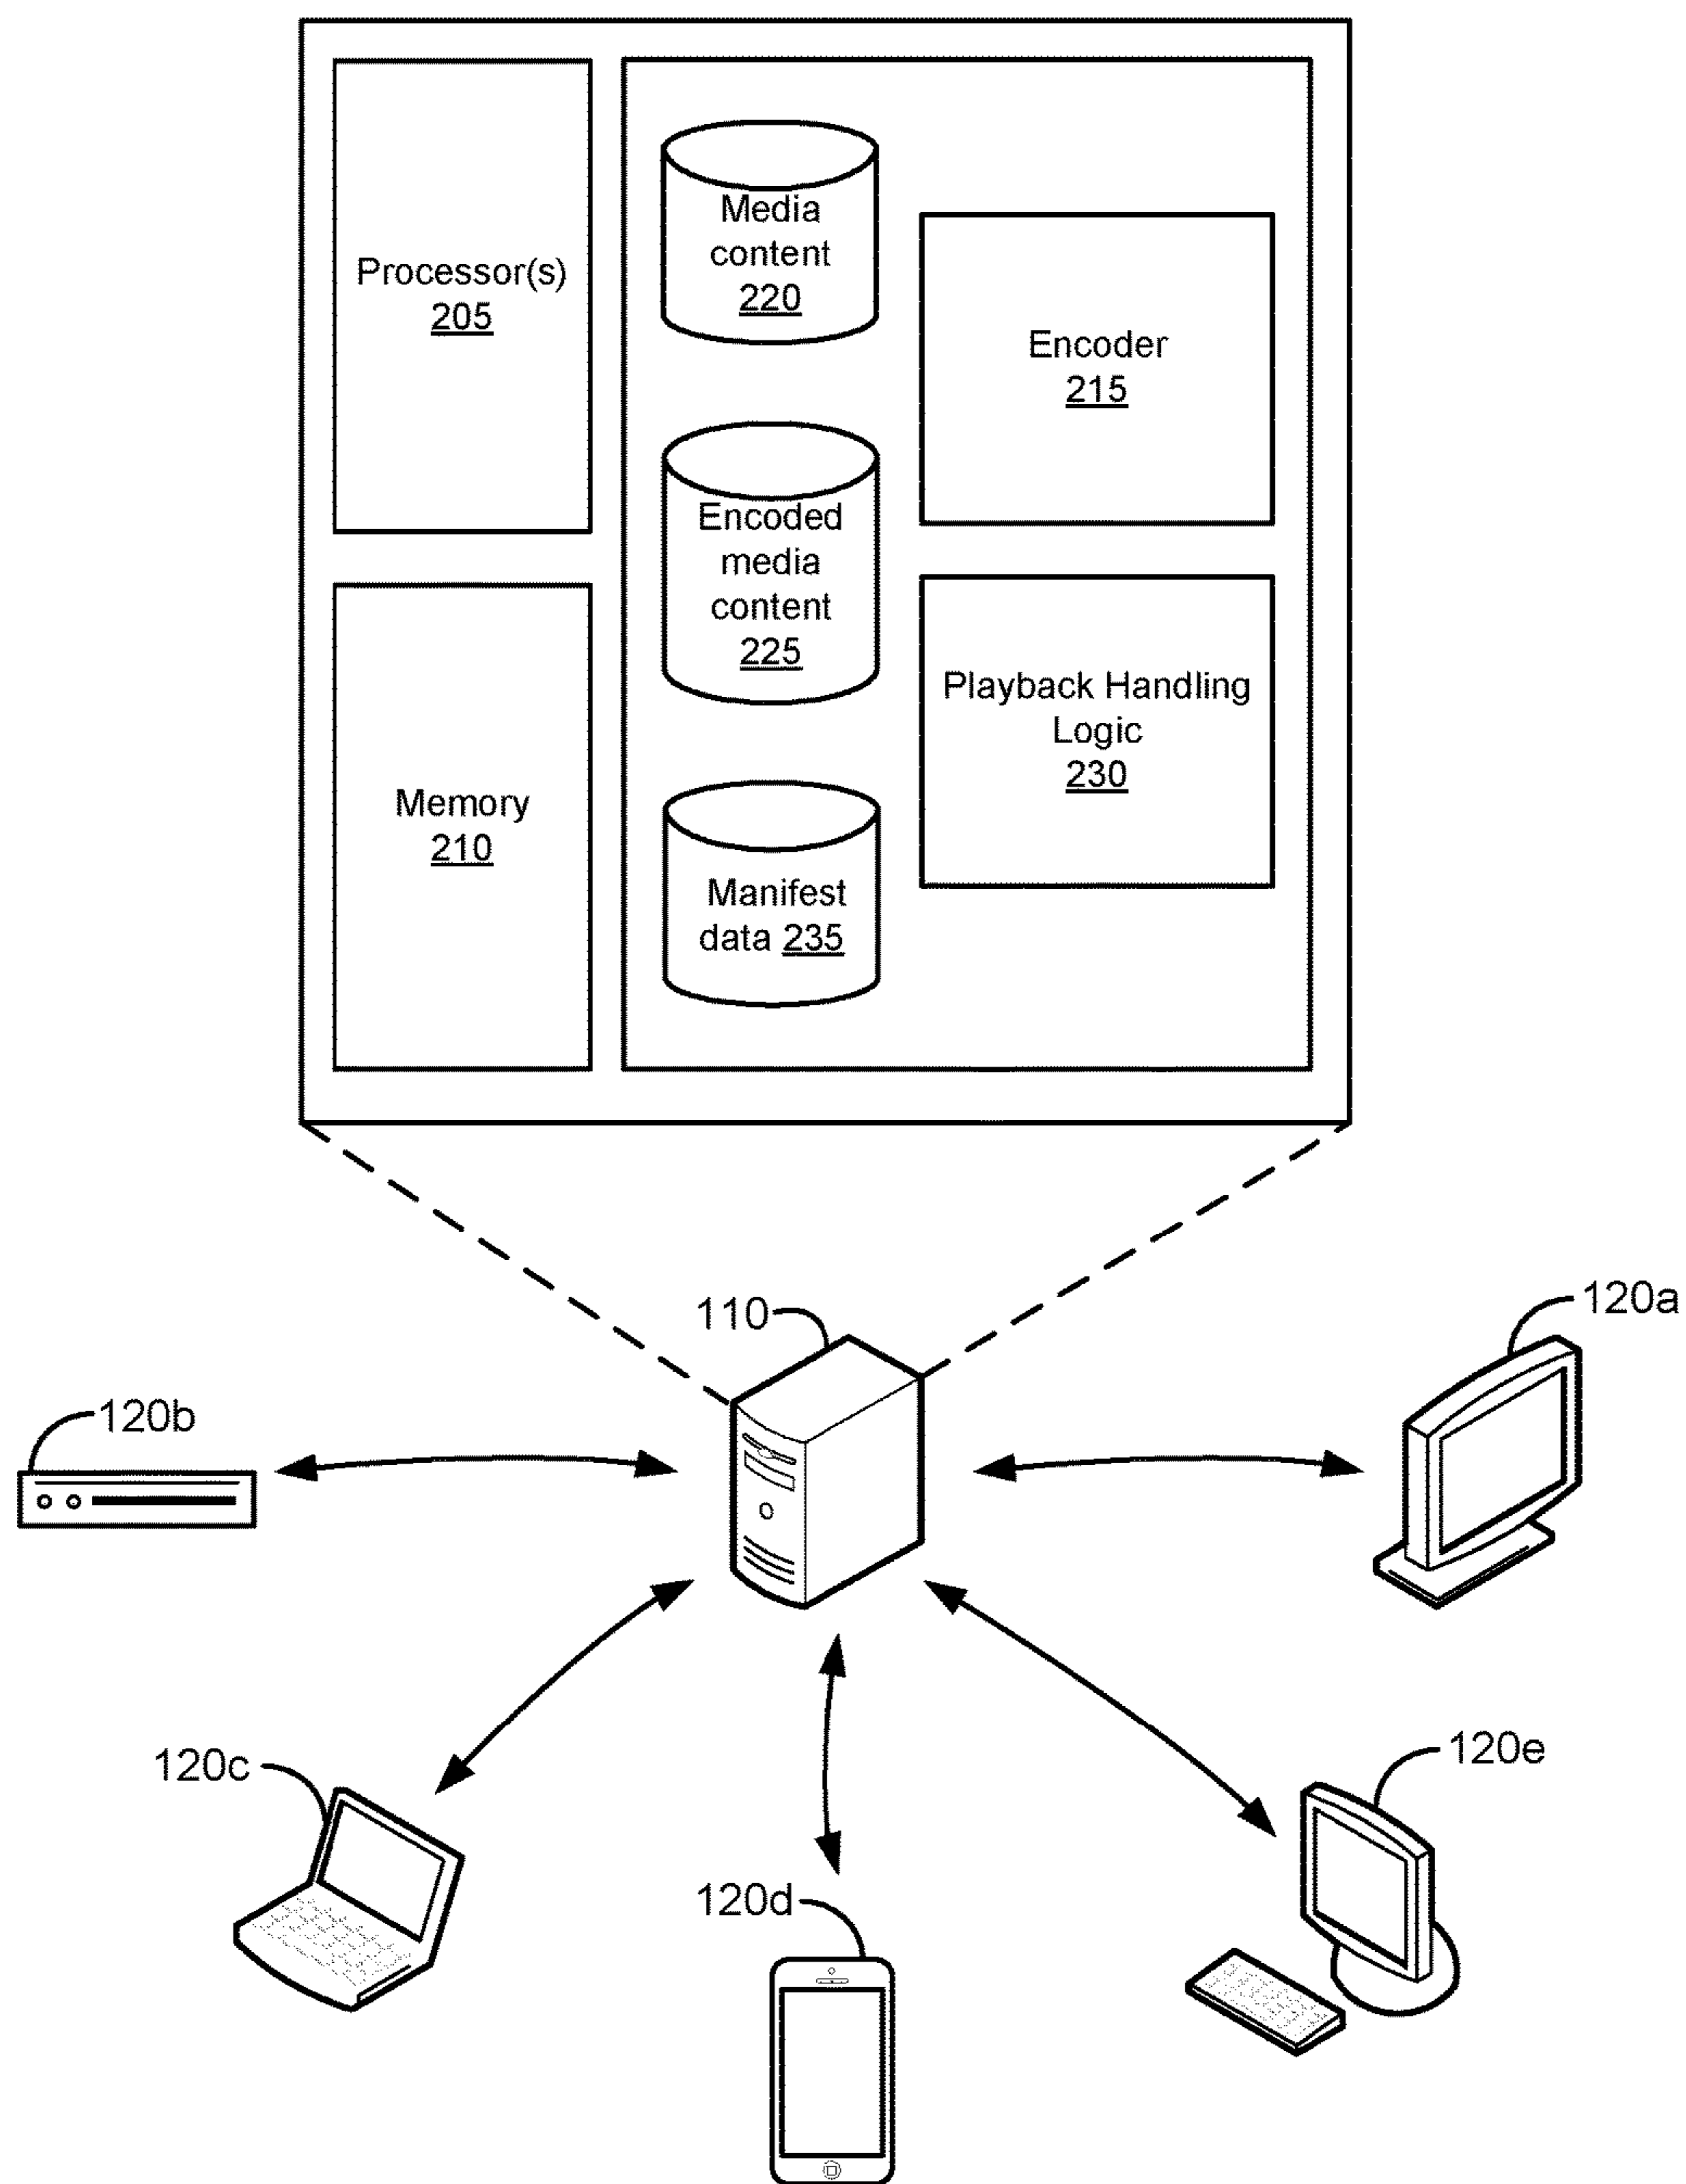 Processor(s)
205
Memory
210
Media
content
220
Encoded
media
content
225
Manifest
data 235
Encoder
215
Playback Handling
Logic
230
110
120a
120b
120c
120d
120e